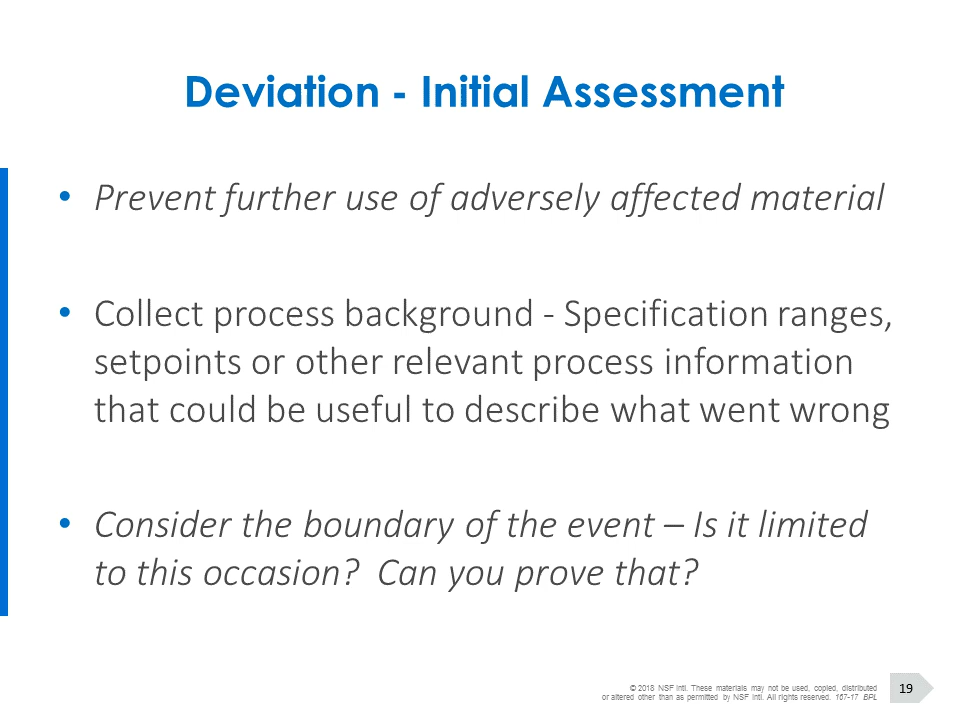 Deviation - Initial Assessment
• Prevent further use of adversely affected material
• Collect process background - Specification ranges,
setpoints or other relevant process information
that could be useful to describe what went wrong
• Consider the boundary of the event – Is it limited
to this occasion?  Can you prove that?
© 2018 NSF Intl. These materials may not be used, copied, distributed
or altered other than as permitted by NSF Intl. All rights reserved. 167-17 BPL
19